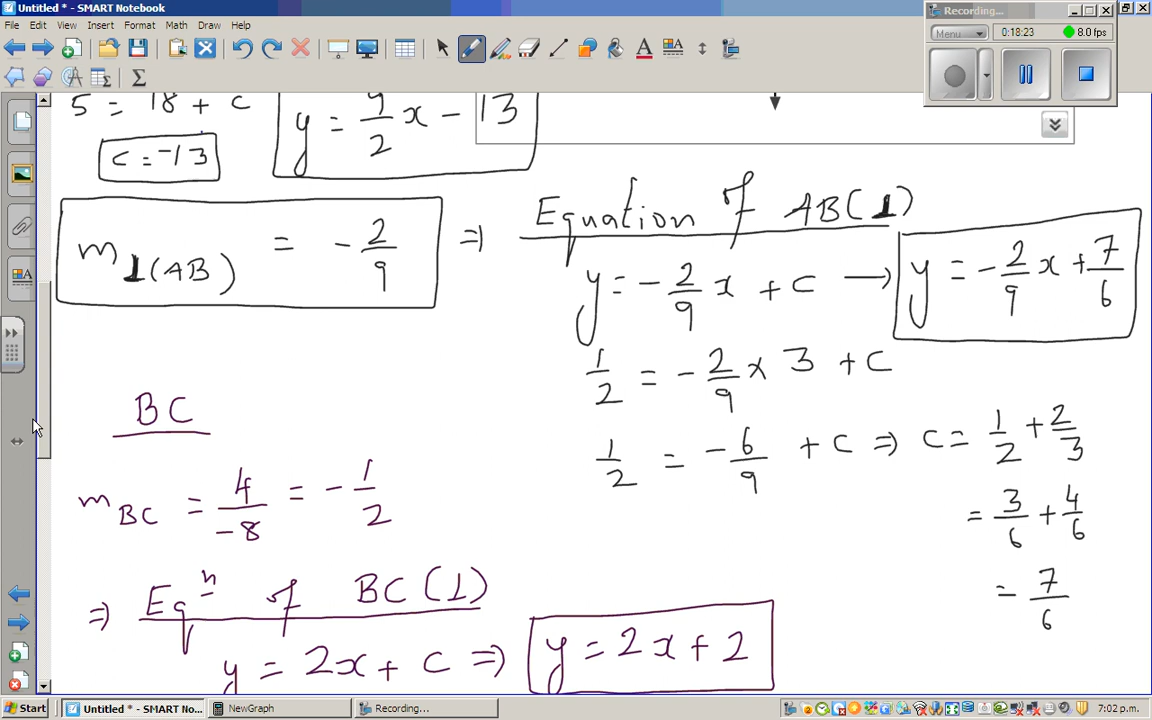 Untitled * - SMART Notebook
File Edit View Insert Format Math Draw Help
Recording...
Menu 0:18:23 8.0 fps
5 = 18 + c
y = 9/2 x - 13
c = -13
m⊥(AB) = - 2/9 ⇒ Equation of AB(⊥)
y = - 2/9 x + c → y = - 2/9 x + 7/6
1/2 = - 2/9 × 3 + c
BC
1/2 = - 6/9 + c ⇒ c = 1/2 + 2/3
m BC = 4/-8 = - 1/2
= 3/6 + 4/6
= 7/6
⇒ Eqⁿ of BC (⊥)
y = 2x + c ⇒ y = 2x + 2
Start Untitled * - SMART No... NewGraph Recording... 7:02 p.m.